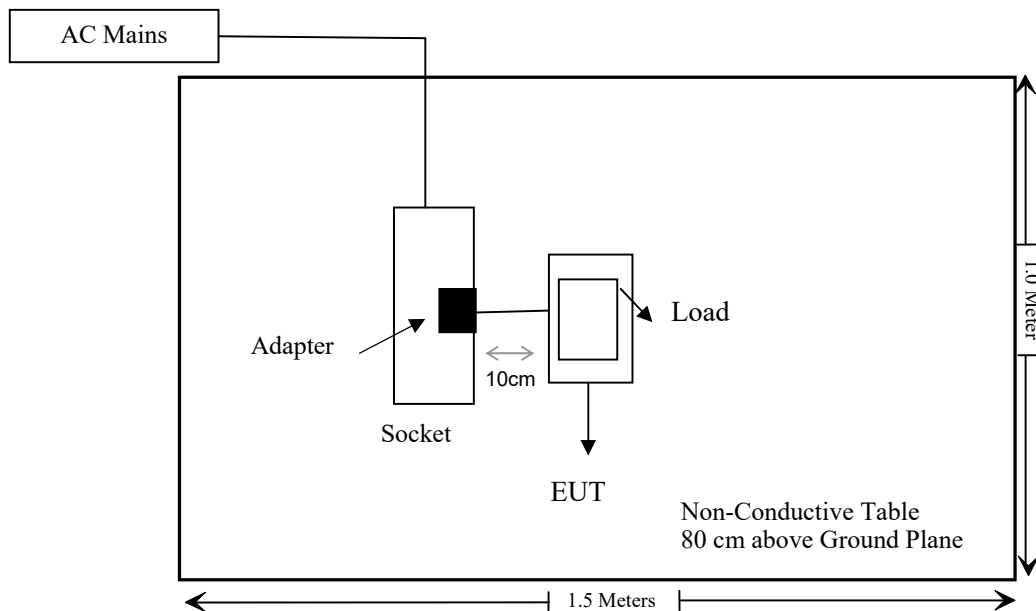 AC Mains
Load
Adapter
10cm
Socket
EUT
Non-Conductive Table
80 cm above Ground Plane
1.0 Meter
1.5 Meters